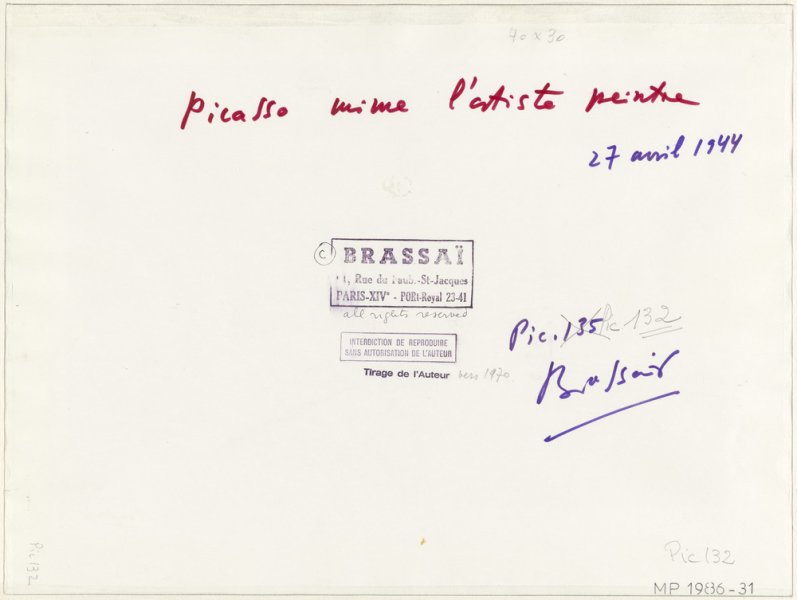 40 x 30
Picasso mime l'artiste peintre
27 avril 1944
C
BRASSAÏ
Rue du Faub.-St-Jacques
PARIS-XIVe - PORt-Royal 23-41
all rights reserved
INTERDICTION DE REPRODUIRE
SANS AUTORISATION DE L'AUTEUR
Tirage de l'Auteur vers 1970
Pic. 135 Pic 132
Brassaï
Pic 132
Pic 132
MP 1986-31